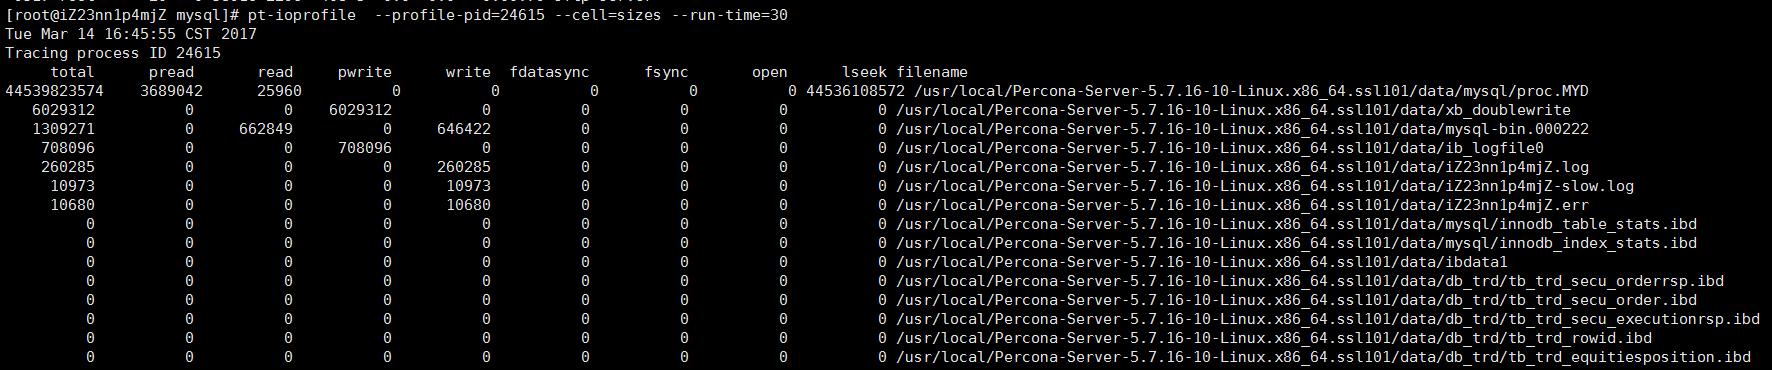 [root@iZ23nn1p4mjZ mysql]# pt-ioprofile  --profile-pid=24615 --cell=sizes --run-time=30
Tue Mar 14 16:45:55 CST 2017
Tracing process ID 24615
     total      pread       read     pwrite      write  fdatasync      fsync       open      lseek filename
44539823574    3689042      25960          0          0          0          0          0 44536108572 /usr/local/Percona-Server-5.7.16-10-Linux.x86_64.ssl101/data/mysql/proc.MYD
   6029312          0          0    6029312          0          0          0          0          0 /usr/local/Percona-Server-5.7.16-10-Linux.x86_64.ssl101/data/xb_doublewrite
   1309271          0     662849          0     646422          0          0          0          0 /usr/local/Percona-Server-5.7.16-10-Linux.x86_64.ssl101/data/mysql-bin.000222
    708096          0          0     708096          0          0          0          0          0 /usr/local/Percona-Server-5.7.16-10-Linux.x86_64.ssl101/data/ib_logfile0
    260285          0          0          0     260285          0          0          0          0 /usr/local/Percona-Server-5.7.16-10-Linux.x86_64.ssl101/data/iZ23nn1p4mjZ.log
     10973          0          0          0      10973          0          0          0          0 /usr/local/Percona-Server-5.7.16-10-Linux.x86_64.ssl101/data/iZ23nn1p4mjZ-slow.log
     10680          0          0          0      10680          0          0          0          0 /usr/local/Percona-Server-5.7.16-10-Linux.x86_64.ssl101/data/iZ23nn1p4mjZ.err
         0          0          0          0          0          0          0          0          0 /usr/local/Percona-Server-5.7.16-10-Linux.x86_64.ssl101/data/mysql/innodb_table_stats.ibd
         0          0          0          0          0          0          0          0          0 /usr/local/Percona-Server-5.7.16-10-Linux.x86_64.ssl101/data/mysql/innodb_index_stats.ibd
         0          0          0          0          0          0          0          0          0 /usr/local/Percona-Server-5.7.16-10-Linux.x86_64.ssl101/data/ibdata1
         0          0          0          0          0          0          0          0          0 /usr/local/Percona-Server-5.7.16-10-Linux.x86_64.ssl101/data/db_trd/tb_trd_secu_orderrsp.ibd
         0          0          0          0          0          0          0          0          0 /usr/local/Percona-Server-5.7.16-10-Linux.x86_64.ssl101/data/db_trd/tb_trd_secu_order.ibd
         0          0          0          0          0          0          0          0          0 /usr/local/Percona-Server-5.7.16-10-Linux.x86_64.ssl101/data/db_trd/tb_trd_secu_executionrsp.ibd
         0          0          0          0          0          0          0          0          0 /usr/local/Percona-Server-5.7.16-10-Linux.x86_64.ssl101/data/db_trd/tb_trd_rowid.ibd
         0          0          0          0          0          0          0          0          0 /usr/local/Percona-Server-5.7.16-10-Linux.x86_64.ssl101/data/db_trd/tb_trd_equitiesposition.ibd